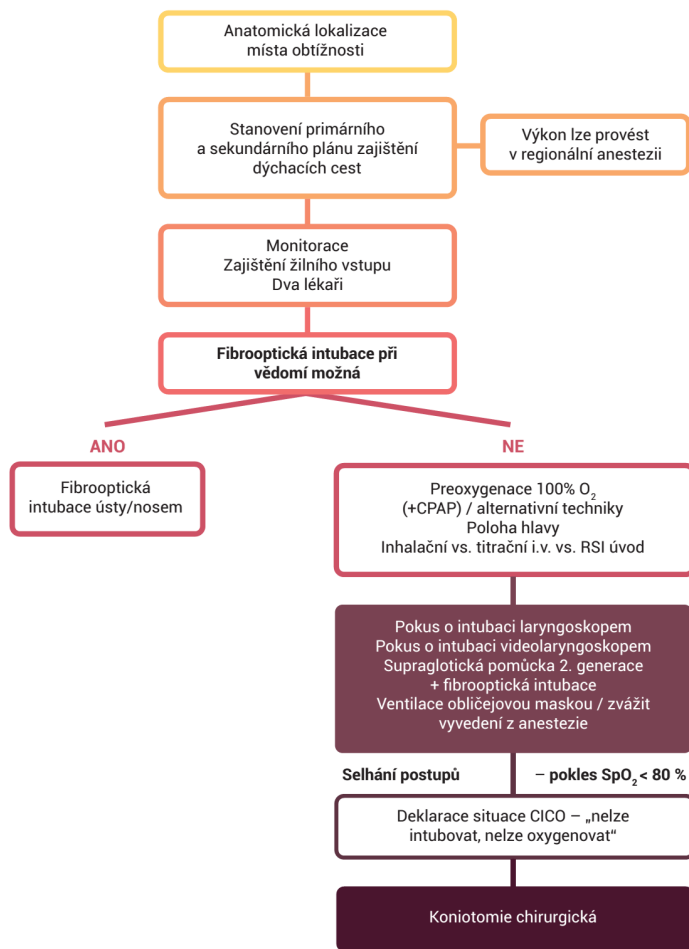 Anatomická lokalizace
místa obtížnosti
Stanovení primárního
a sekundárního plánu zajištění
dýchacích cest
Výkon lze provést
v regionální anestezii
Monitorace
Zajištění žilního vstupu
Dva lékaři
Fibrooptická intubace při
vědomí možná
ANO
NE
Fibrooptická
intubace ústy/nosem
Preoxygenace 100% O₂
(+CPAP) / alternativní techniky
Poloha hlavy
Inhalační vs. titrační i.v. vs. RSI úvod
Pokus o intubaci laryngoskopem
Pokus o intubaci videolaryngoskopem
Supraglotická pomůcka 2. generace
+ fibrooptická intubace
Ventilace obličejovou maskou / zvážit
vyvedení z anestezie
Selhání postupů – pokles SpO₂ < 80 %
Deklarace situace CICO – „nelze
intubovat, nelze oxygenovat“
Koniotomie chirurgická